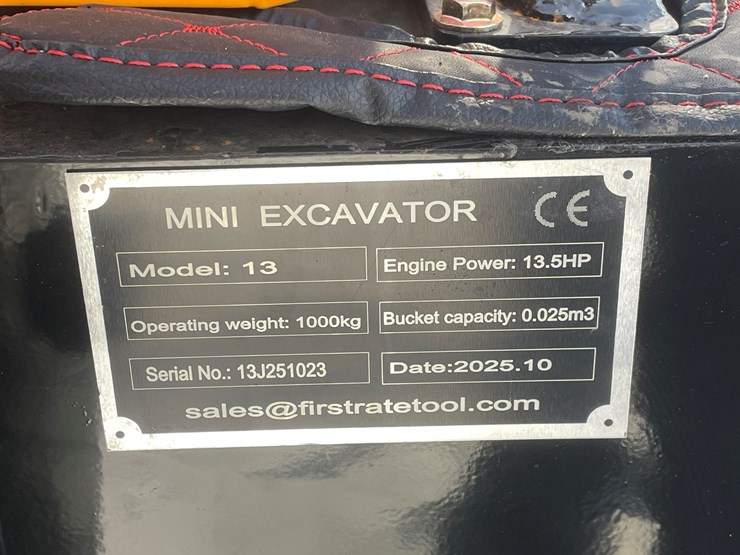 MINI EXCAVATOR CE
Model: 13
Engine Power: 13.5HP
Operating weight: 1000kg
Bucket capacity: 0.025m3
Serial No.: 13J251023
Date:2025.10
sales@firstratetool.com